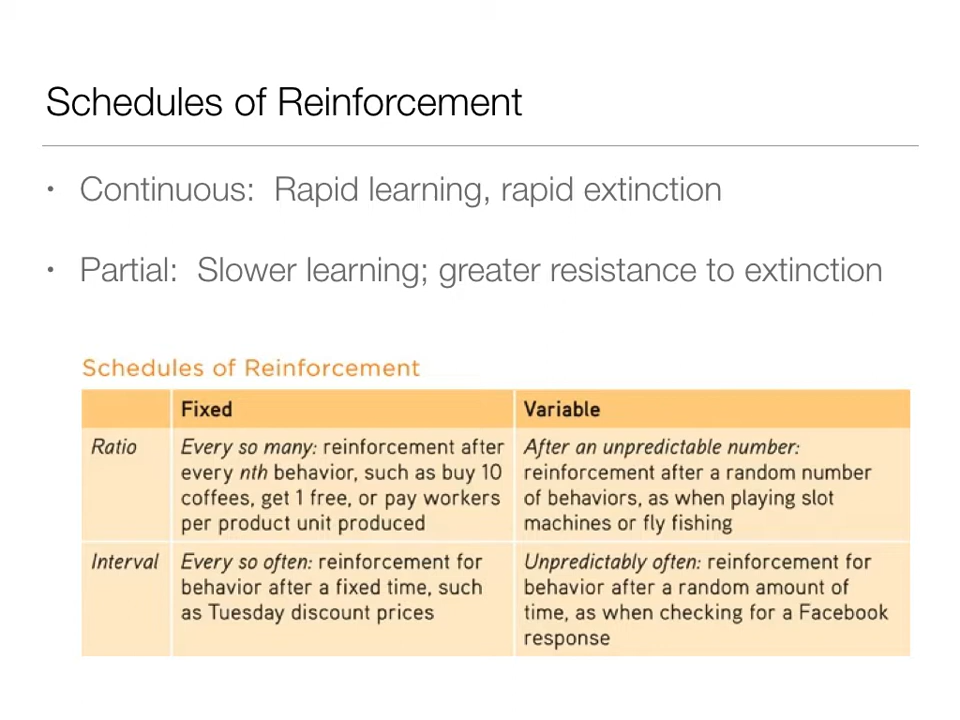 Schedules of Reinforcement
• Continuous: Rapid learning, rapid extinction
• Partial: Slower learning; greater resistance to extinction
Schedules of Reinforcement
Fixed Variable
Ratio Every so many: reinforcement after After an unpredictable number:
every nth behavior, such as buy 10 reinforcement after a random number
coffees, get 1 free, or pay workers of behaviors, as when playing slot
per product unit produced machines or fly fishing
Interval Every so often: reinforcement for Unpredictably often: reinforcement for
behavior after a fixed time, such behavior after a random amount of
as Tuesday discount prices time, as when checking for a Facebook
response